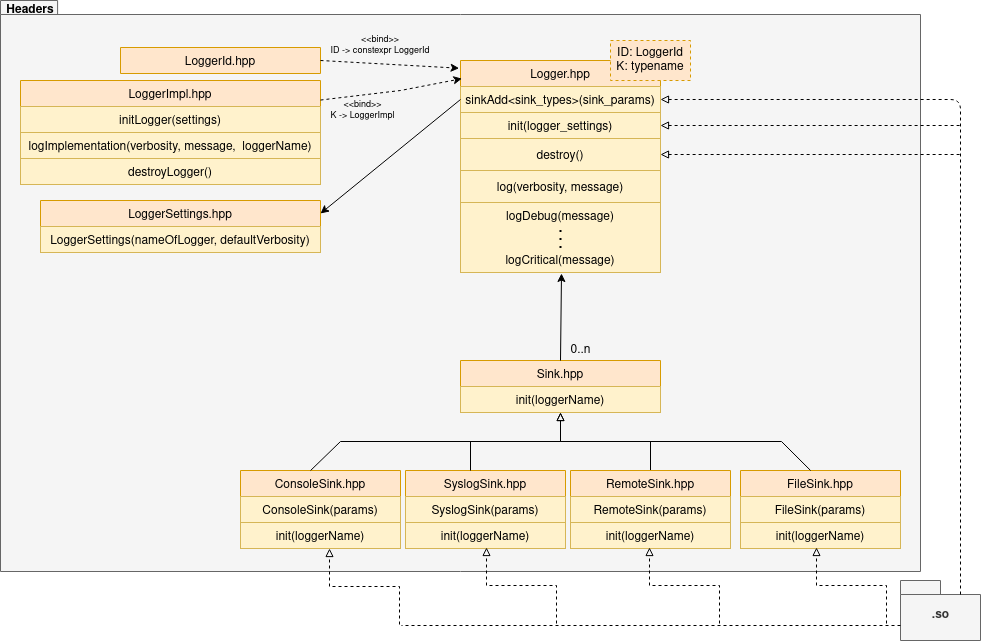 Headers
<<bind>>
ID -> constexpr LoggerId
ID: LoggerId
K: typename
LoggerId.hpp
Logger.hpp
LoggerImpl.hpp
sinkAdd<sink_types>(sink_params)
<<bind>>
K -> LoggerImpl
initLogger(settings)
init(logger_settings)
logImplementation(verbosity, message, loggerName)
destroy()
destroyLogger()
log(verbosity, message)
LoggerSettings.hpp
logDebug(message)
LoggerSettings(nameOfLogger, defaultVerbosity)
logCritical(message)
0..n
Sink.hpp
init(loggerName)
ConsoleSink.hpp
SyslogSink.hpp
RemoteSink.hpp
FileSink.hpp
ConsoleSink(params)
SyslogSink(params)
RemoteSink(params)
FileSink(params)
init(loggerName)
init(loggerName)
init(loggerName)
init(loggerName)
.so